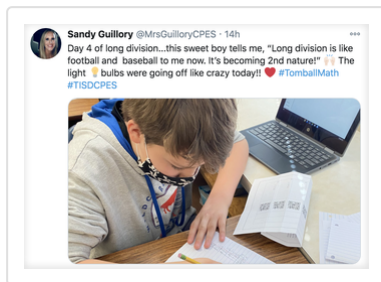 Sandy Guillory @MrsGuilloryCPES · 14h
Day 4 of long division...this sweet boy tells me, “Long division is like
football and baseball to me now. It’s becoming 2nd nature!” 🙌🏻 The
light 💡 bulbs were going off like crazy today!! ❤️ #TomballMath
#TISDCPES